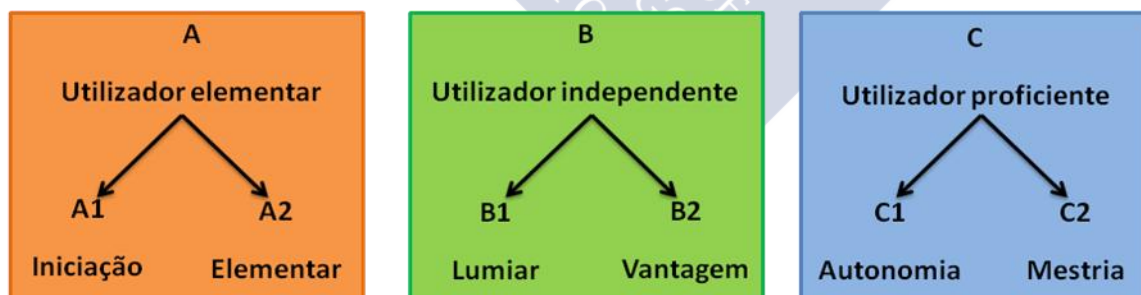 A
Utilizador elementar
A1 A2
Iniciação Elementar
B
Utilizador independente
B1 B2
Lumiar Vantagem
C
Utilizador proficiente
C1 C2
Autonomia Mestria